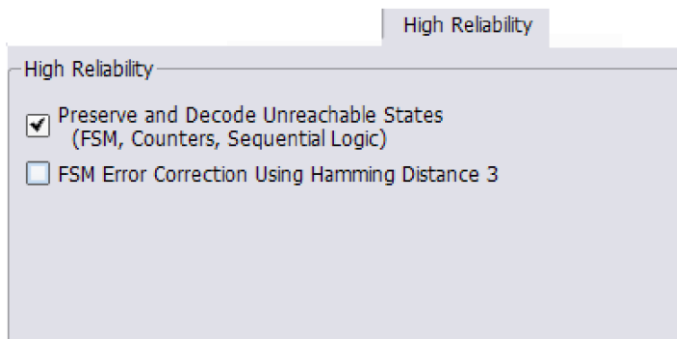 High Reliability
High Reliability
Preserve and Decode Unreachable States
(FSM, Counters, Sequential Logic)
FSM Error Correction Using Hamming Distance 3